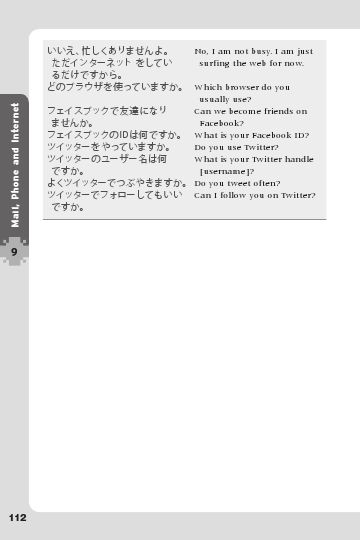 いいえ、忙しくありませんよ。
ただインターネット をしてい
るだけですから。
どのブラウザを使っていますか。
フェイスブックで友達になり
ませんか。
フェイスブックのIDは何ですか。
ツイッターをやっていますか。
ツイッターのユーザー名は何
ですか。
よくツイッターでつぶやきますか。
ツイッターでフォローしてもいい
ですか。
No, I am not busy. I am just
surfing the web for now.
Which browser do you
usually use?
Can we become friends on
Facebook?
What is your Facebook ID?
Do you use Twitter?
What is your Twitter handle
[username]?
Do you tweet often?
Can I follow you on Twitter?
Mail, Phone and Internet
9
112